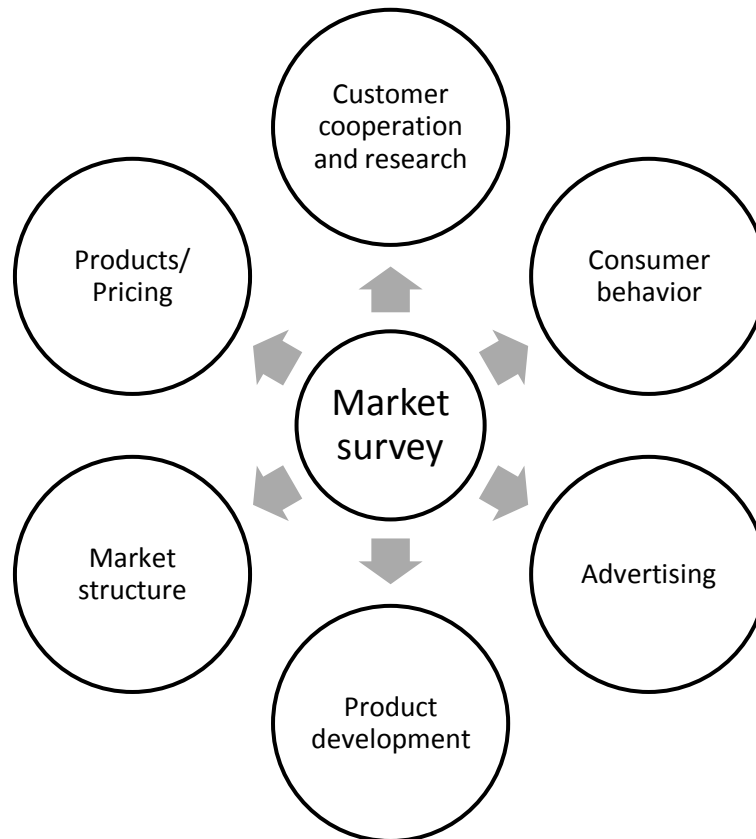 Customer
cooperation
and research
Products/
Pricing
Consumer
behavior
Market
survey
Market
structure
Advertising
Product
development